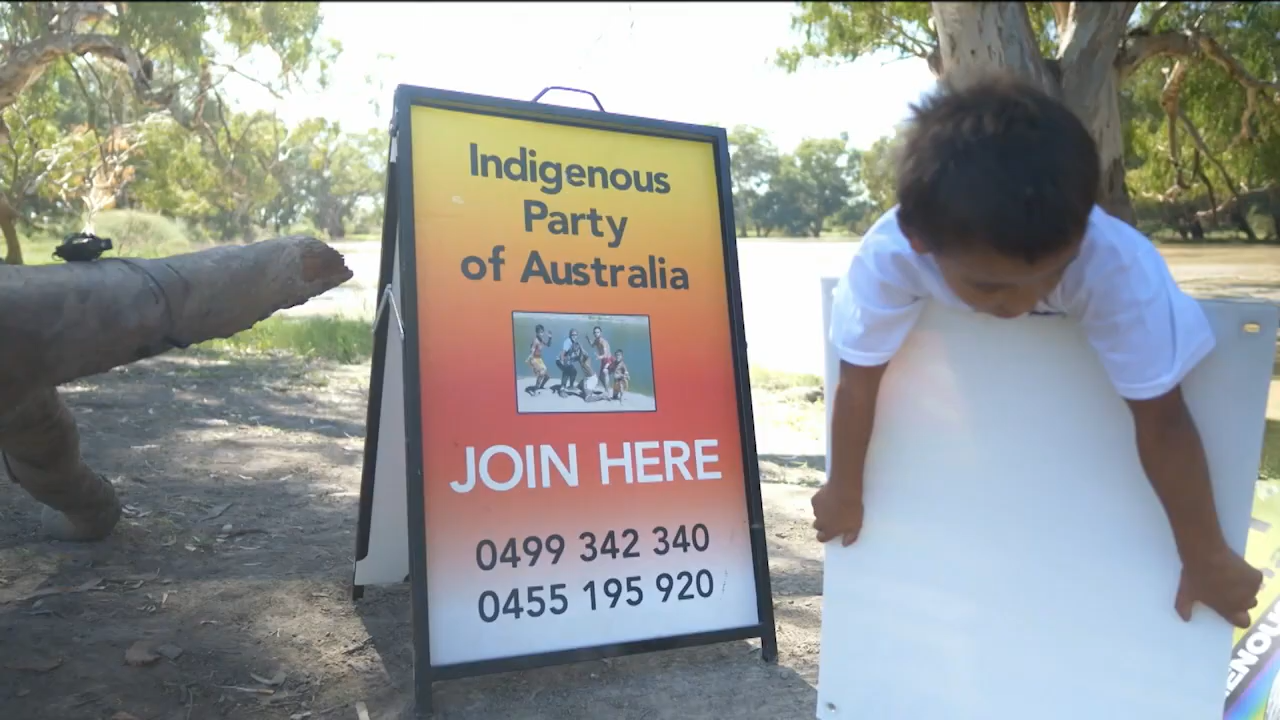 Indigenous
Party
of Australia
JOIN HERE
0499 342 340
0455 195 920